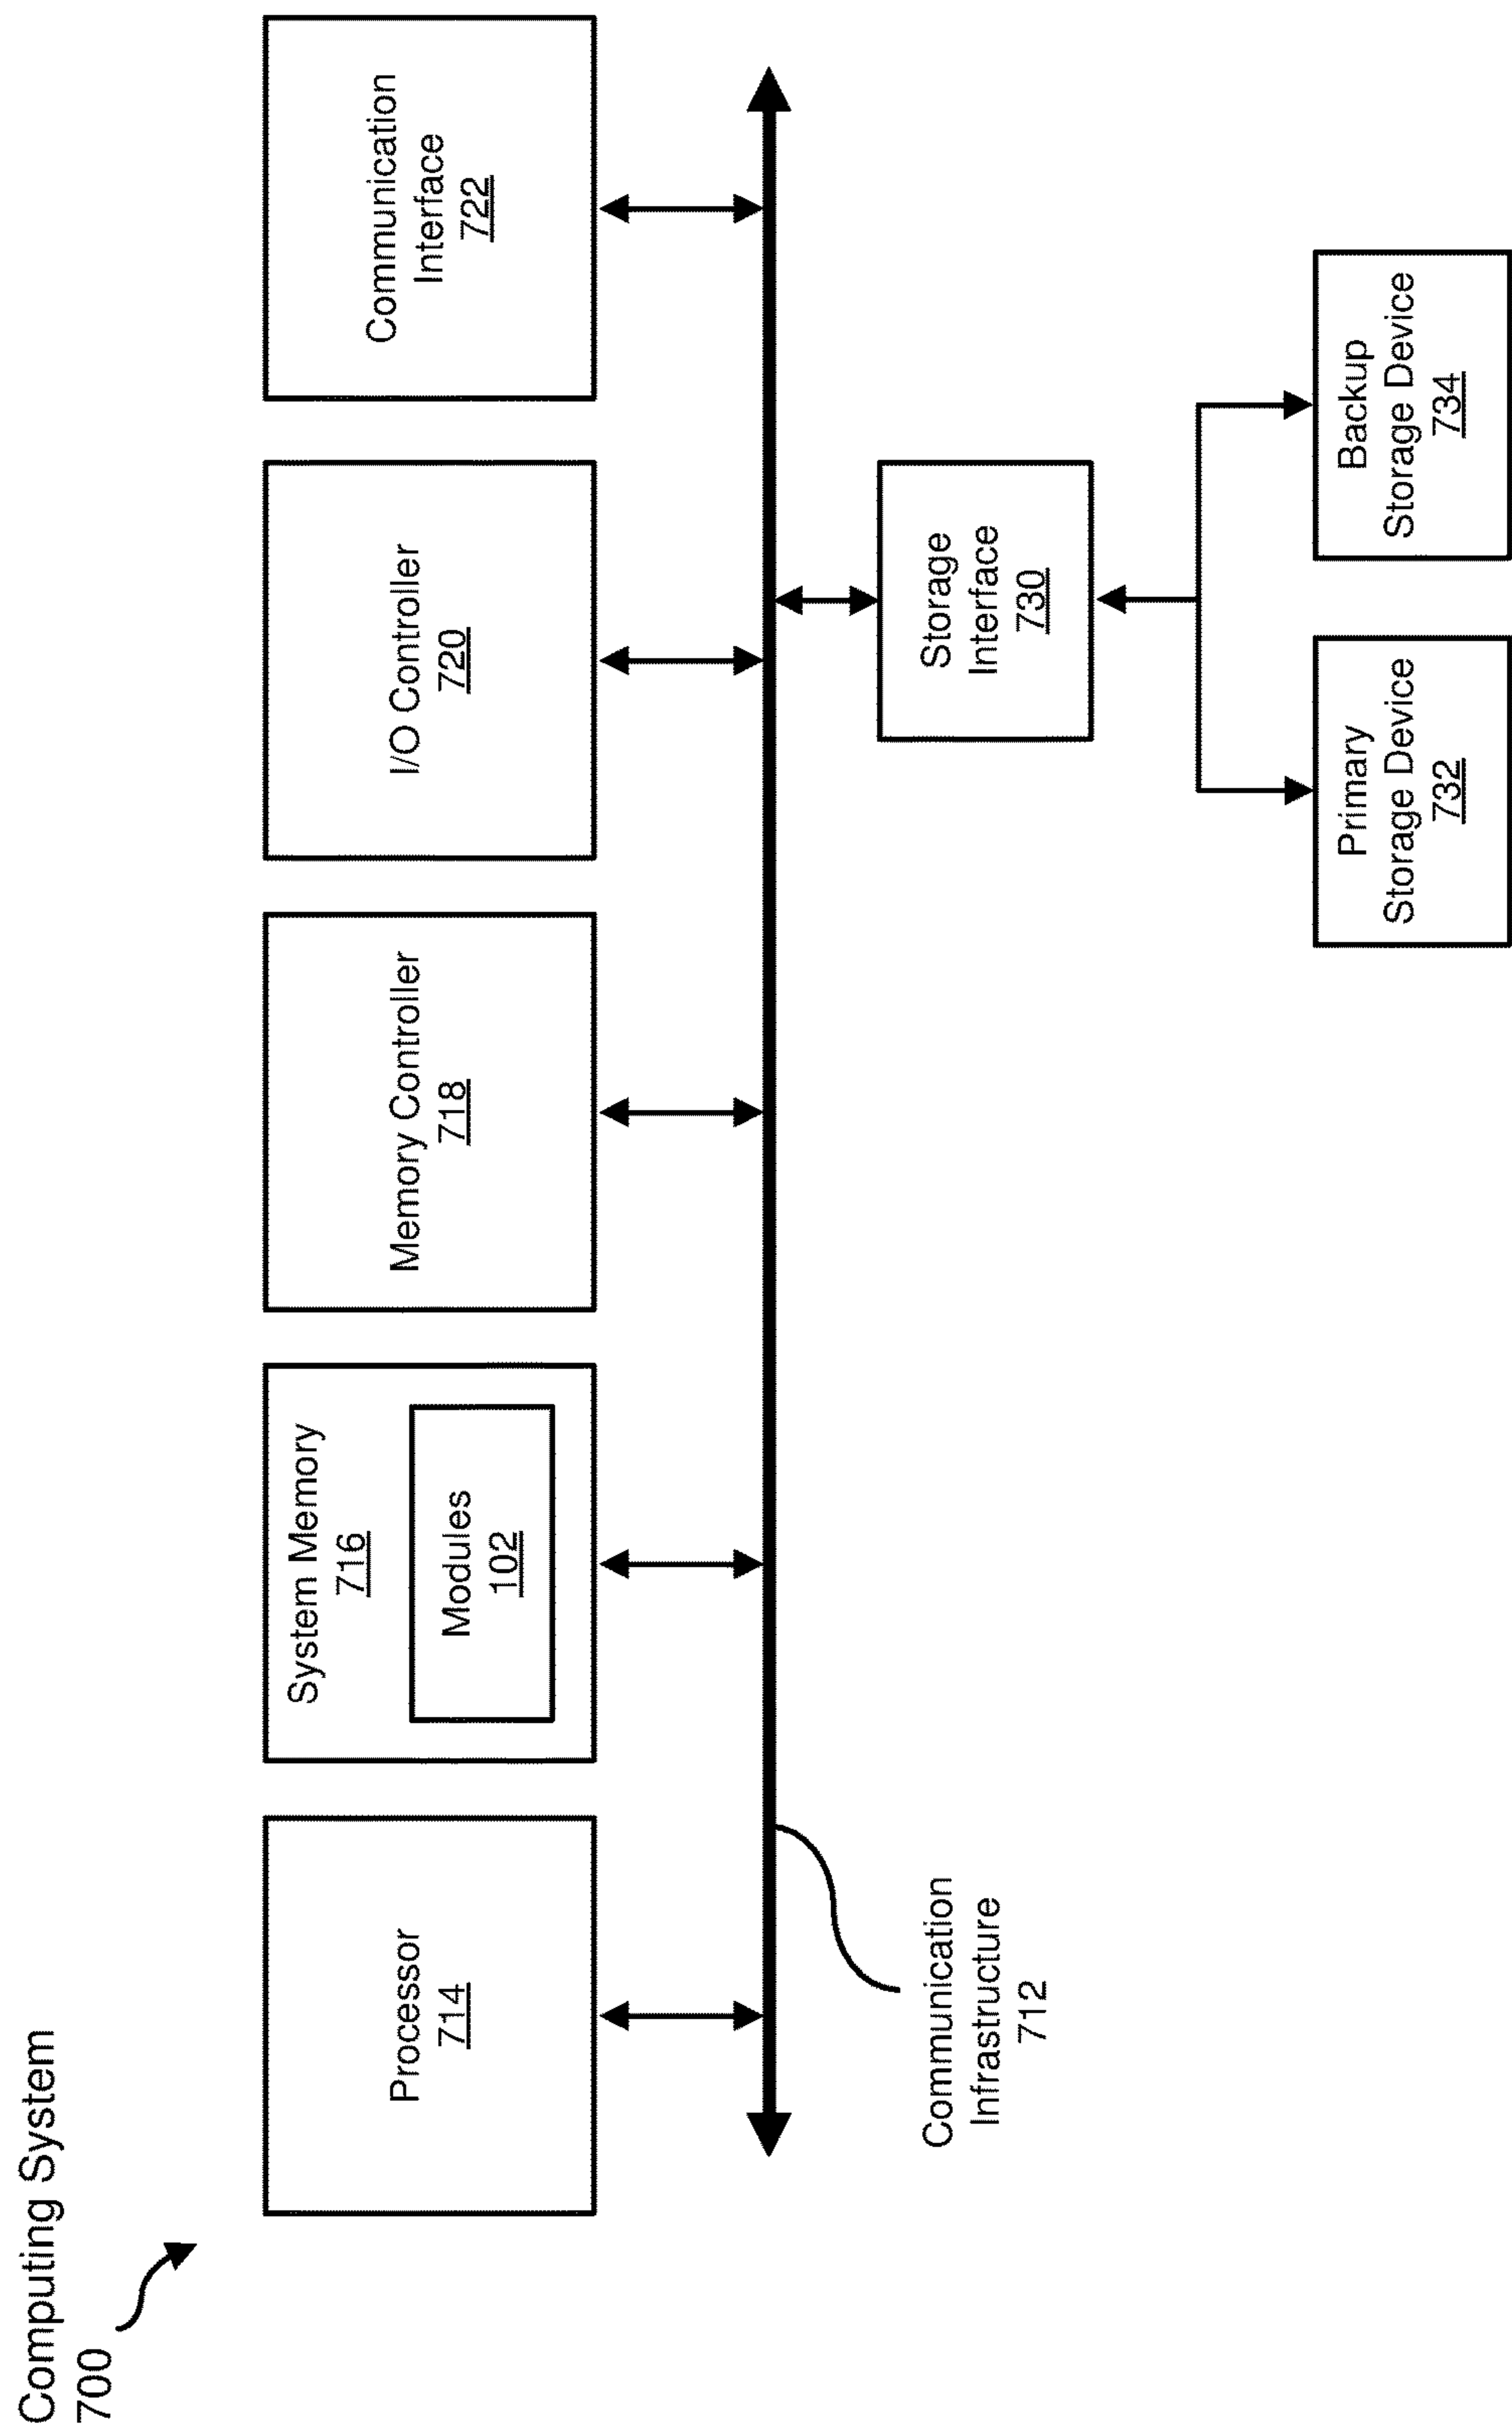 Computing System
700
Processor
714
System Memory
716
Modules
102
Memory Controller
718
I/O Controller
720
Communication
Interface
722
Communication
Infrastructure
712
Storage
Interface
730
Primary
Storage Device
732
Backup
Storage Device
734